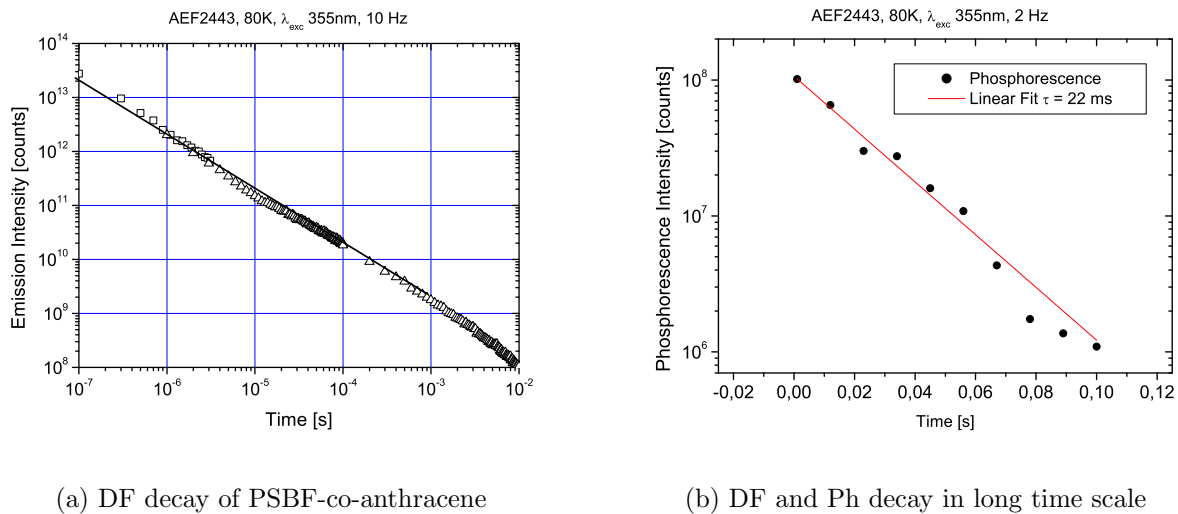 AEF2443, 80K, λexc 355nm, 10 Hz
10^14
10^13
10^12
10^11
10^10
10^9
10^8
10^-7
10^-6
10^-5
10^-4
10^-3
10^-2
Emission Intensity [counts]
Time [s]
(a) DF decay of PSBF-co-anthracene
AEF2443, 80K, λexc 355nm, 2 Hz
Phosphorescence
Linear Fit τ = 22 ms
10^8
10^7
10^6
-0,02
0,00
0,02
0,04
0,06
0,08
0,10
0,12
Phosphorescence Intensity [counts]
Time [s]
(b) DF and Ph decay in long time scale